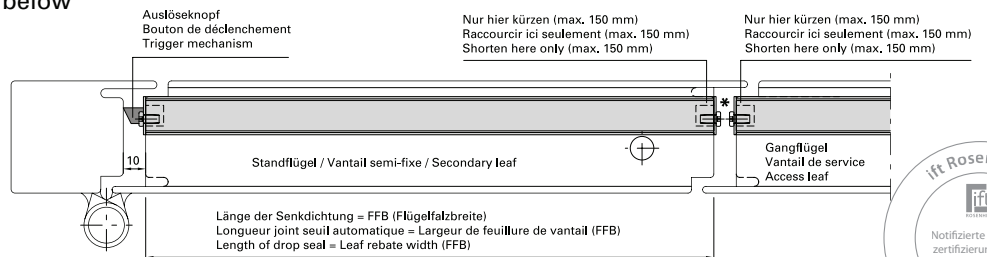 below
Auslöseknopf
Bouton de déclenchement
Trigger mechanism
Nur hier kürzen (max. 150 mm)
Raccourcir ici seulement (max. 150 mm)
Shorten here only (max. 150 mm)
Nur hier kürzen (max. 150 mm)
Raccourcir ici seulement (max. 150 mm)
Shorten here only (max. 150 mm)
*
10
Standflügel / Vantail semi-fixe / Secondary leaf
Gangflügel
Vantail de service
Access leaf
Länge der Senkdichtung = FFB (Flügelfalzbreite)
Longueur joint seuil automatique = Largeur de feuillure de vantail (FFB)
Length of drop seal = Leaf rebate width (FFB)
ift
Notifizierte